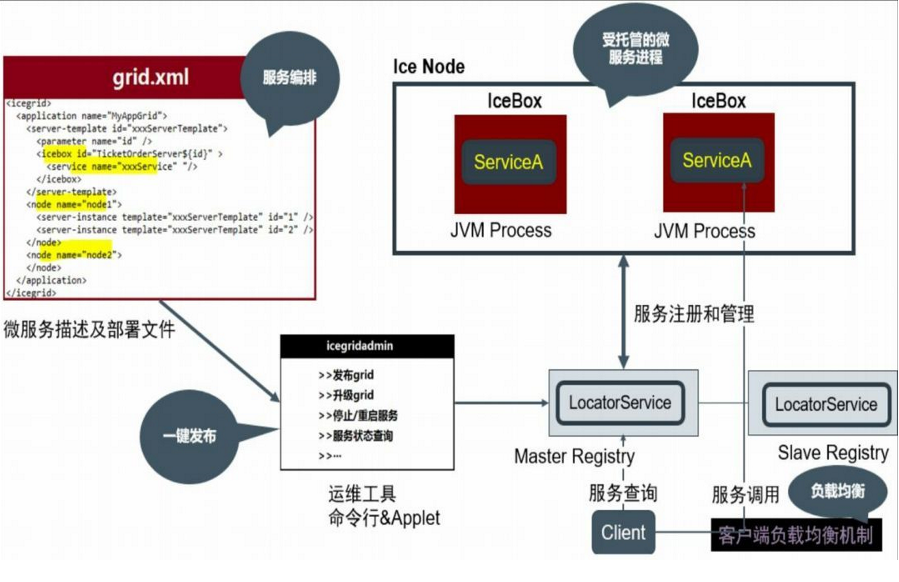 grid.xml
服务编排
<icegrid>
<application name="MyAppGrid">
<server-template id="xxxServerTemplate">
<parameter name="id" />
<icebox id="TicketOrderServer${id}" >
<service name="xxxService" "/>
</icebox>
</server-template>
<node name="node1">
<server-instance template="xxxServerTemplate" id="1" />
<server-instance template="xxxServerTemplate" id="2" />
</node>
<node name="node2">
</node>
</application>
</icegrid>
微服务描述及部署文件
受托管的微
服务进程
Ice Node
IceBox
ServiceA
JVM Process
IceBox
ServiceA
JVM Process
服务注册和管理
icegridadmin
>>发布grid
>>升级grid
>>停止/重启服务
>>服务状态查询
>>…
一键发布
运维工具
命令行&Applet
LocatorService
Master Registry
LocatorService
Slave Registry
服务查询
服务调用
负载均衡
Client
客户端负载均衡机制